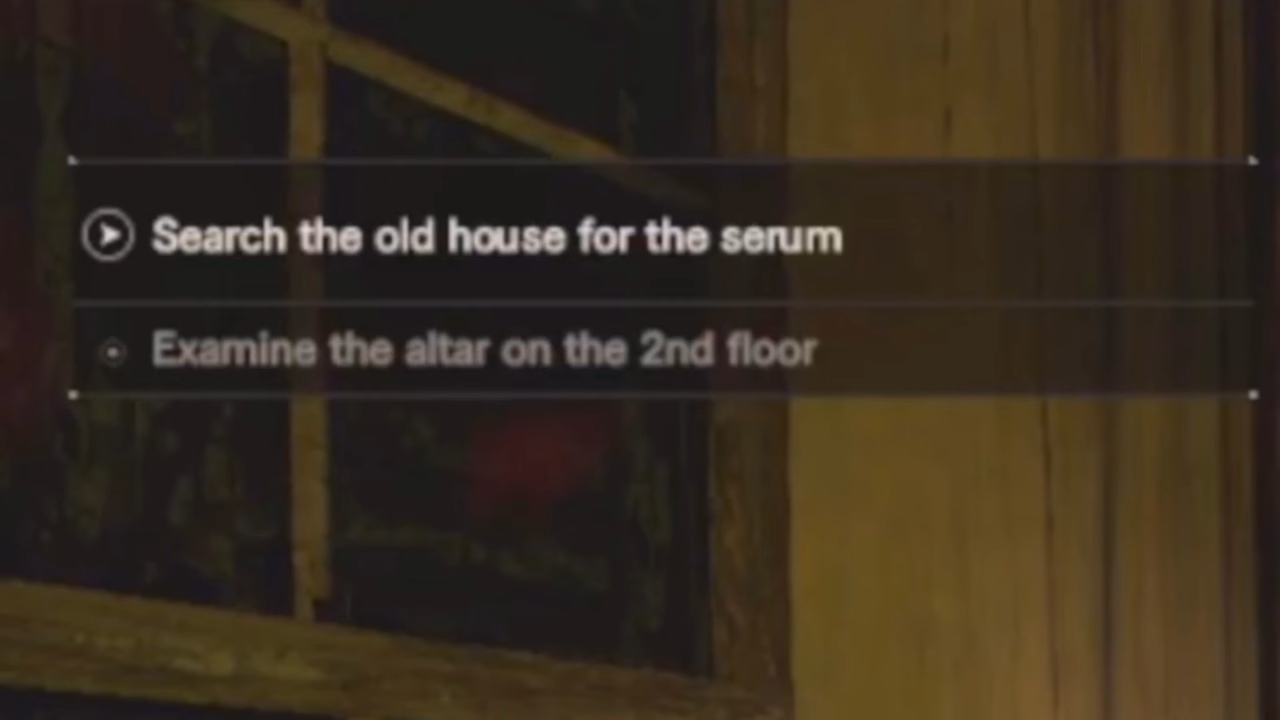 Search the old house for the serum
Examine the altar on the 2nd floor